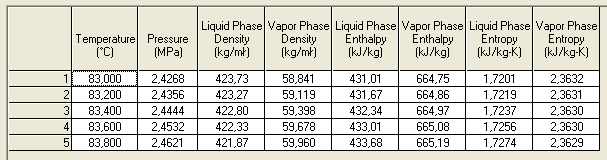 Temperature (°C) Pressure (MPa) Liquid Phase Density (kg/mł) Vapor Phase Density (kg/mł) Liquid Phase Enthalpy (kJ/kg) Vapor Phase Enthalpy (kJ/kg) Liquid Phase Entropy (kJ/kg-K) Vapor Phase Entropy (kJ/kg-K)
1 83,000 2,4268 423,73 58,841 431,01 664,75 1,7201 2,3632
2 83,200 2,4356 423,27 59,119 431,67 664,86 1,7219 2,3631
3 83,400 2,4444 422,80 59,398 432,34 664,97 1,7237 2,3630
4 83,600 2,4532 422,33 59,678 433,01 665,08 1,7256 2,3630
5 83,800 2,4621 421,87 59,960 433,68 665,19 1,7274 2,3629